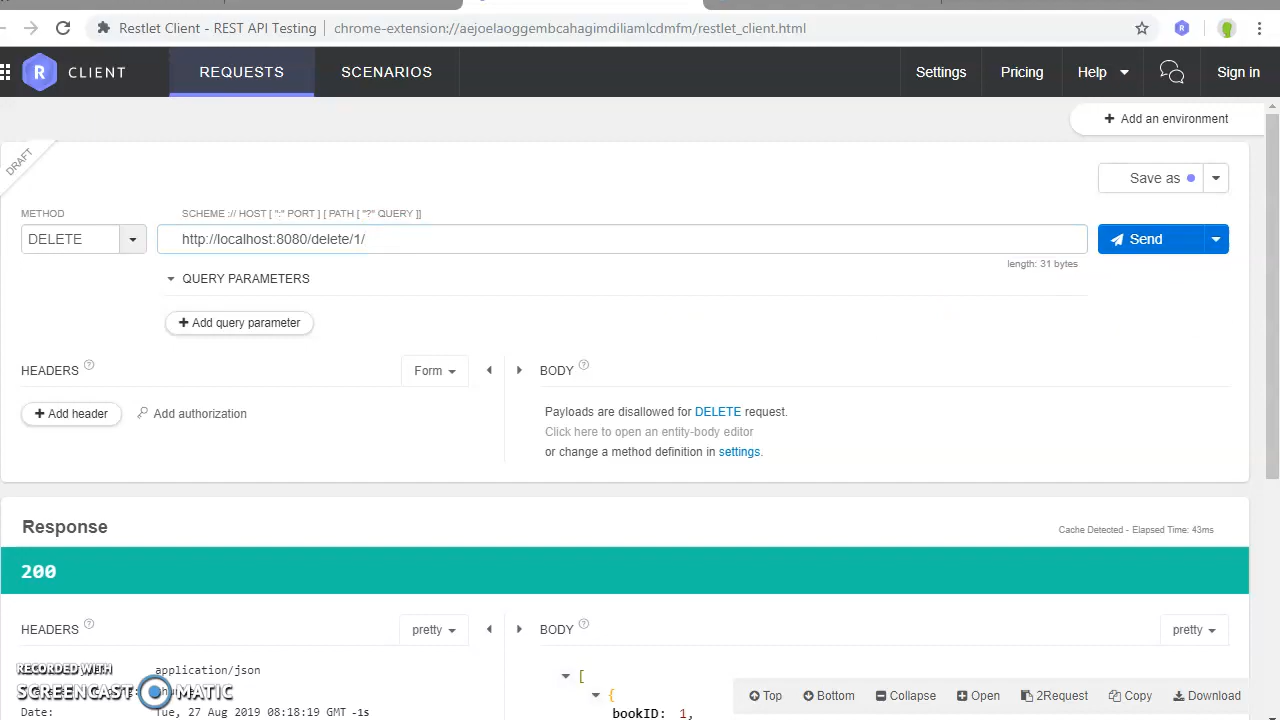 Restlet Client - REST API Testing
chrome-extension://aejoelaoggembcahagimdiliamlcdmfm/restlet_client.html
R CLIENT
REQUESTS
SCENARIOS
Settings
Pricing
Help
Sign in
+ Add an environment
DRAFT
Save as
METHOD
SCHEME :// HOST [ ":" PORT ] [ PATH [ "?" QUERY ]]
DELETE
http://localhost:8080/delete/1/
Send
length: 31 bytes
QUERY PARAMETERS
+ Add query parameter
HEADERS ?
Form
BODY ?
+ Add header
Add authorization
Payloads are disallowed for DELETE request.
Click here to open an entity-body editor
or change a method definition in settings.
Response
Cache Detected - Elapsed Time: 43ms
200
HEADERS ?
pretty
BODY ?
pretty
RECORDED WITH
SCREENCAST MATIC
application/json
Date:
Tue, 27 Aug 2019 08:18:19 GMT -1s
[
{
bookID: 1,
Top
Bottom
Collapse
Open
2Request
Copy
Download